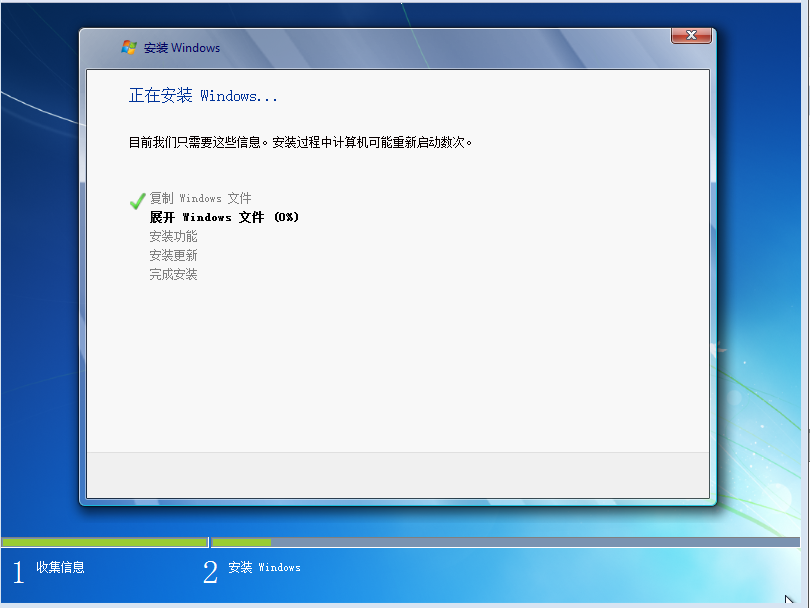 安装 Windows
正在安装 Windows...
目前我们只需要这些信息。安装过程中计算机可能重新启动数次。
复制 Windows 文件
展开 Windows 文件 (0%)
安装功能
安装更新
完成安装
1 收集信息
2 安装 Windows